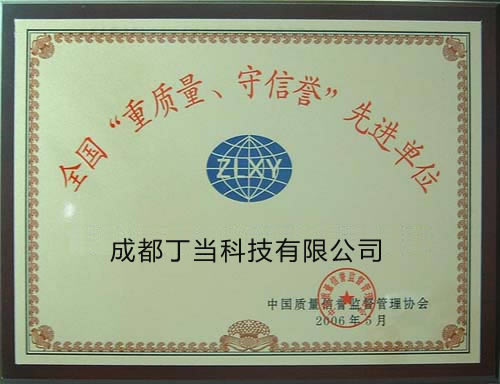 全国“重质量、守信誉”先进单位
ZLXY
成都丁当科技有限公司
中国质量信誉监督管理协会
2006年5月